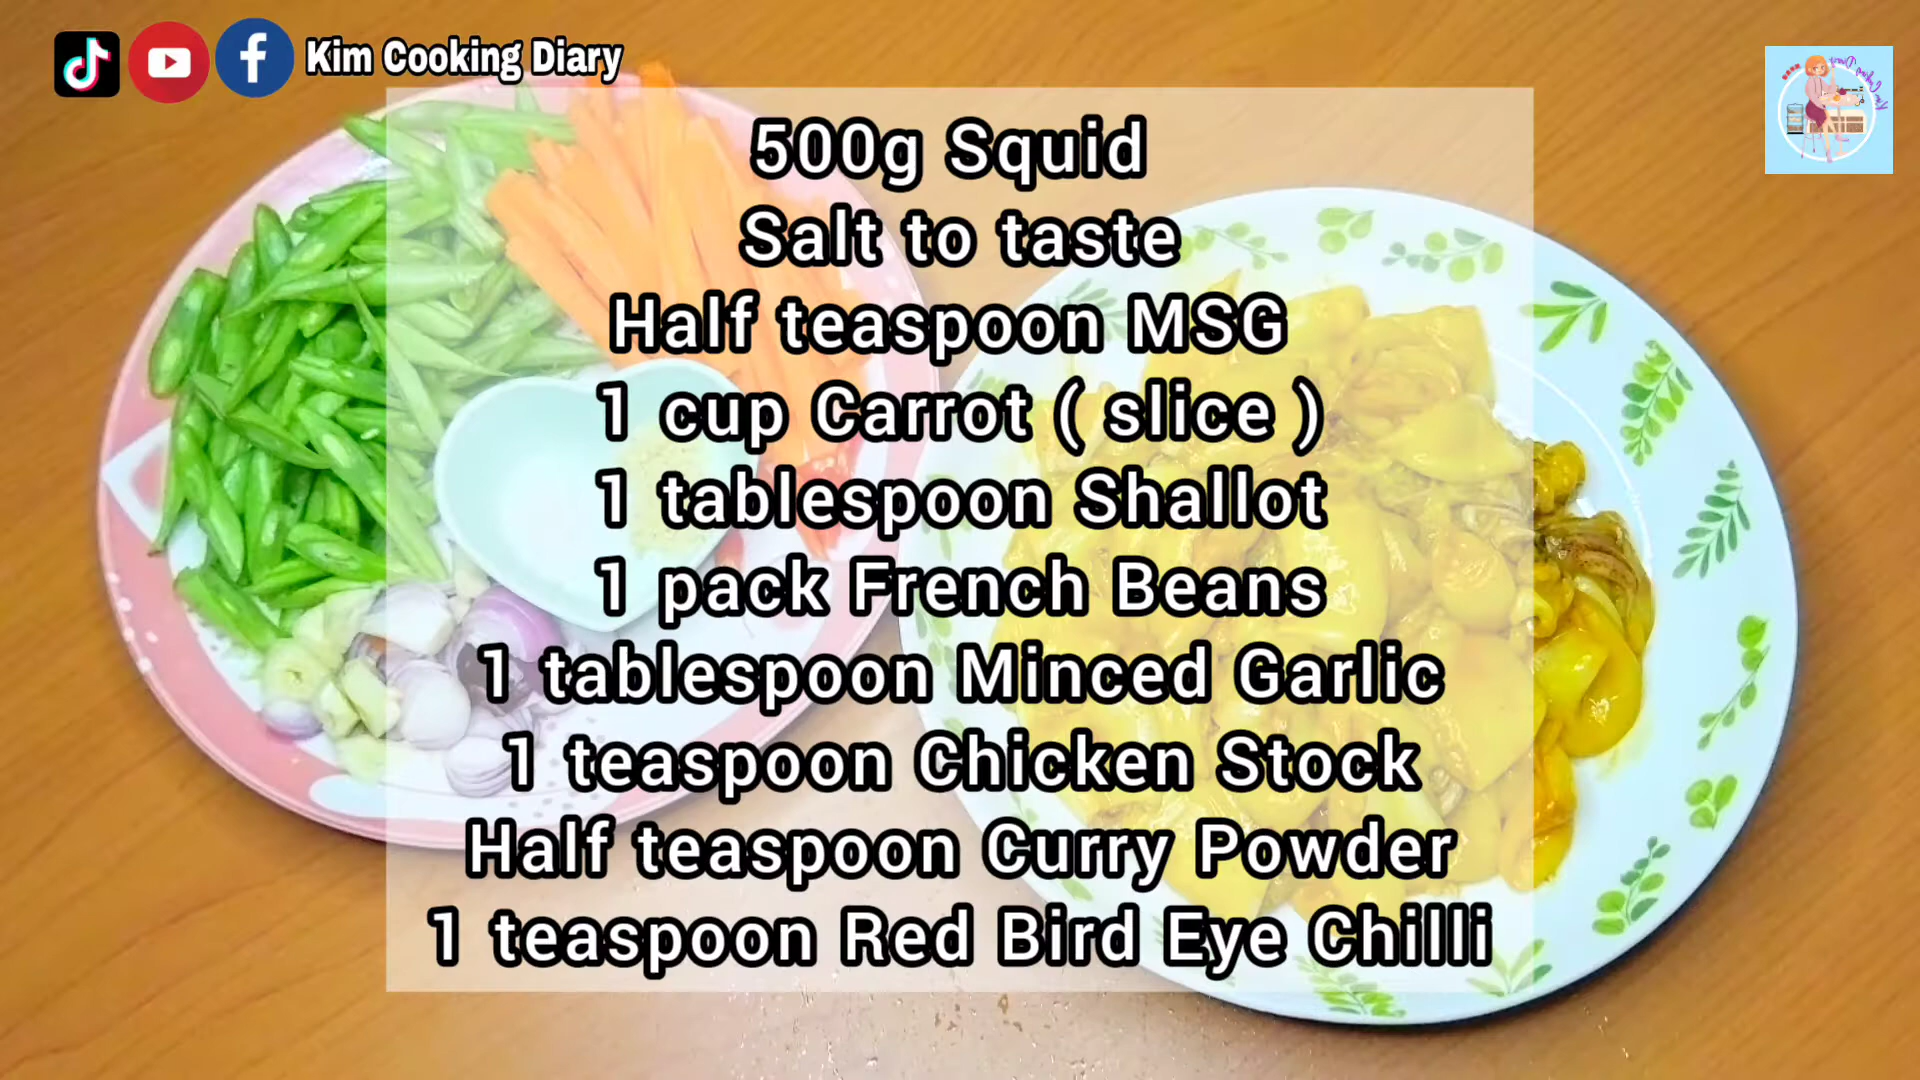 Kim Cooking Diary
500g Squid
Salt to taste
Half teaspoon MSG
1 cup Carrot ( slice )
1 tablespoon Shallot
1 pack French Beans
1 tablespoon Minced Garlic
1 teaspoon Chicken Stock
Half teaspoon Curry Powder
1 teaspoon Red Bird Eye Chilli